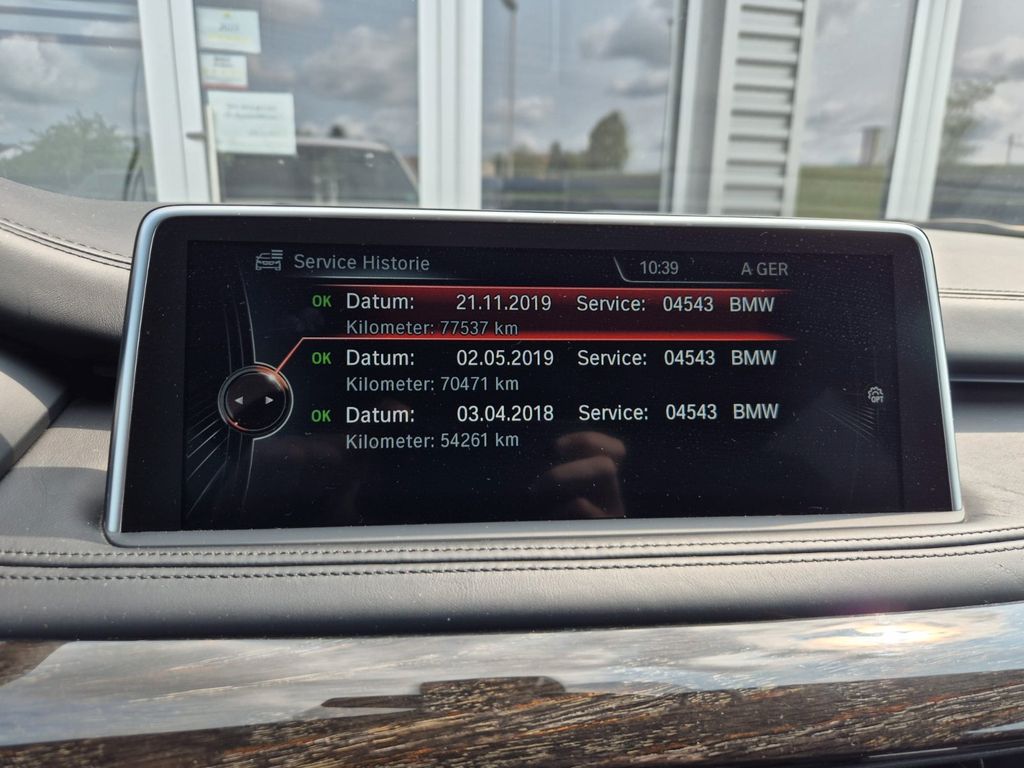 Service Historie 10:39 A GER
OK Datum: 21.11.2019 Service: 04543 BMW
Kilometer: 77537 km
OK Datum: 02.05.2019 Service: 04543 BMW
Kilometer: 70471 km
OK Datum: 03.04.2018 Service: 04543 BMW
Kilometer: 54261 km
OPT